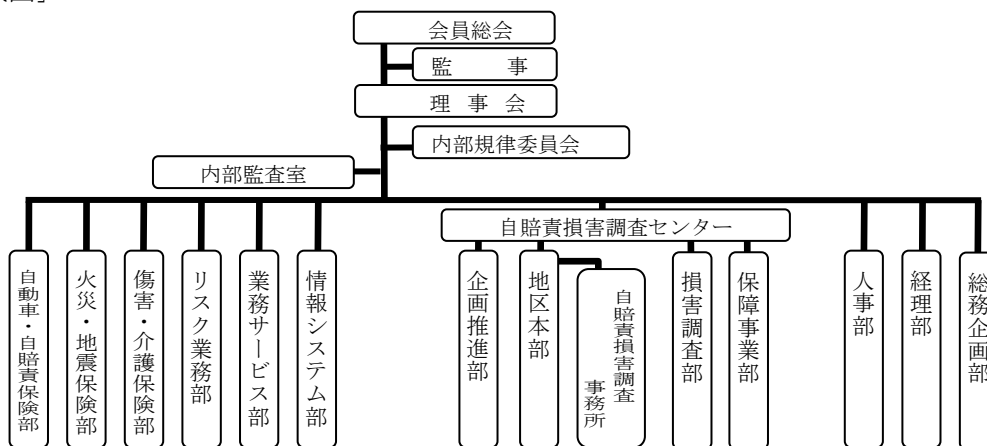 会員総会
監　　事
理　事　会
内部規律委員会
内部監査室
自賠責損害調査センター
自動車・自賠責保険部
火災・地震保険部
傷害・介護保険部
リスク業務部
業務サービス部
情報システム部
企画推進部
地区本部
自賠責損害調査
事務所
損害調査部
保障事業部
人事部
経理部
総務企画部